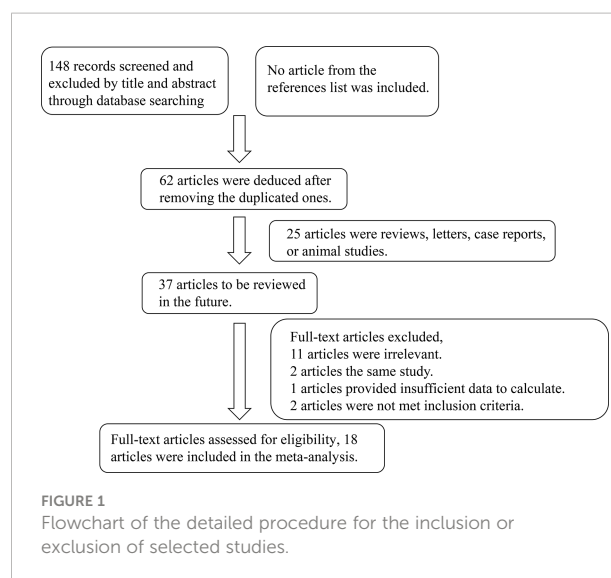 148 records screened and
excluded by title and abstract
through database searching
No article from the
references list was included.
62 articles were deduced after
removing the duplicated ones.
25 articles were reviews, letters, case reports,
or animal studies.
37 articles to be reviewed
in the future.
Full-text articles excluded,
11 articles were irrelevant.
2 articles the same study.
1 articles provided insufficient data to calculate.
2 articles were not met inclusion criteria.
Full-text articles assessed for eligibility, 18
articles were included in the meta-analysis.
FIGURE 1
Flowchart of the detailed procedure for the inclusion or
exclusion of selected studies.